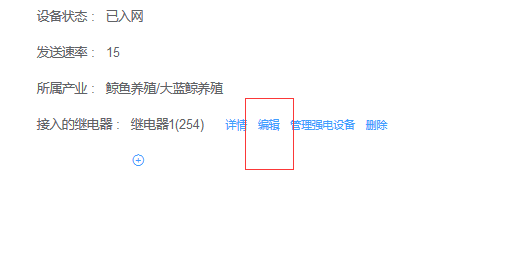 设备状态： 已入网
发送速率： 15
所属产业： 鲸鱼养殖/大蓝鲸养殖
接入的继电器： 继电器1(254) 详情 编辑 管理强电设备 删除